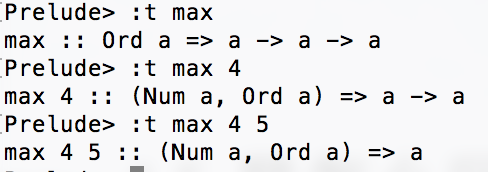 Prelude> :t max
max :: Ord a => a -> a -> a
Prelude> :t max 4
max 4 :: (Num a, Ord a) => a -> a
Prelude> :t max 4 5
max 4 5 :: (Num a, Ord a) => a